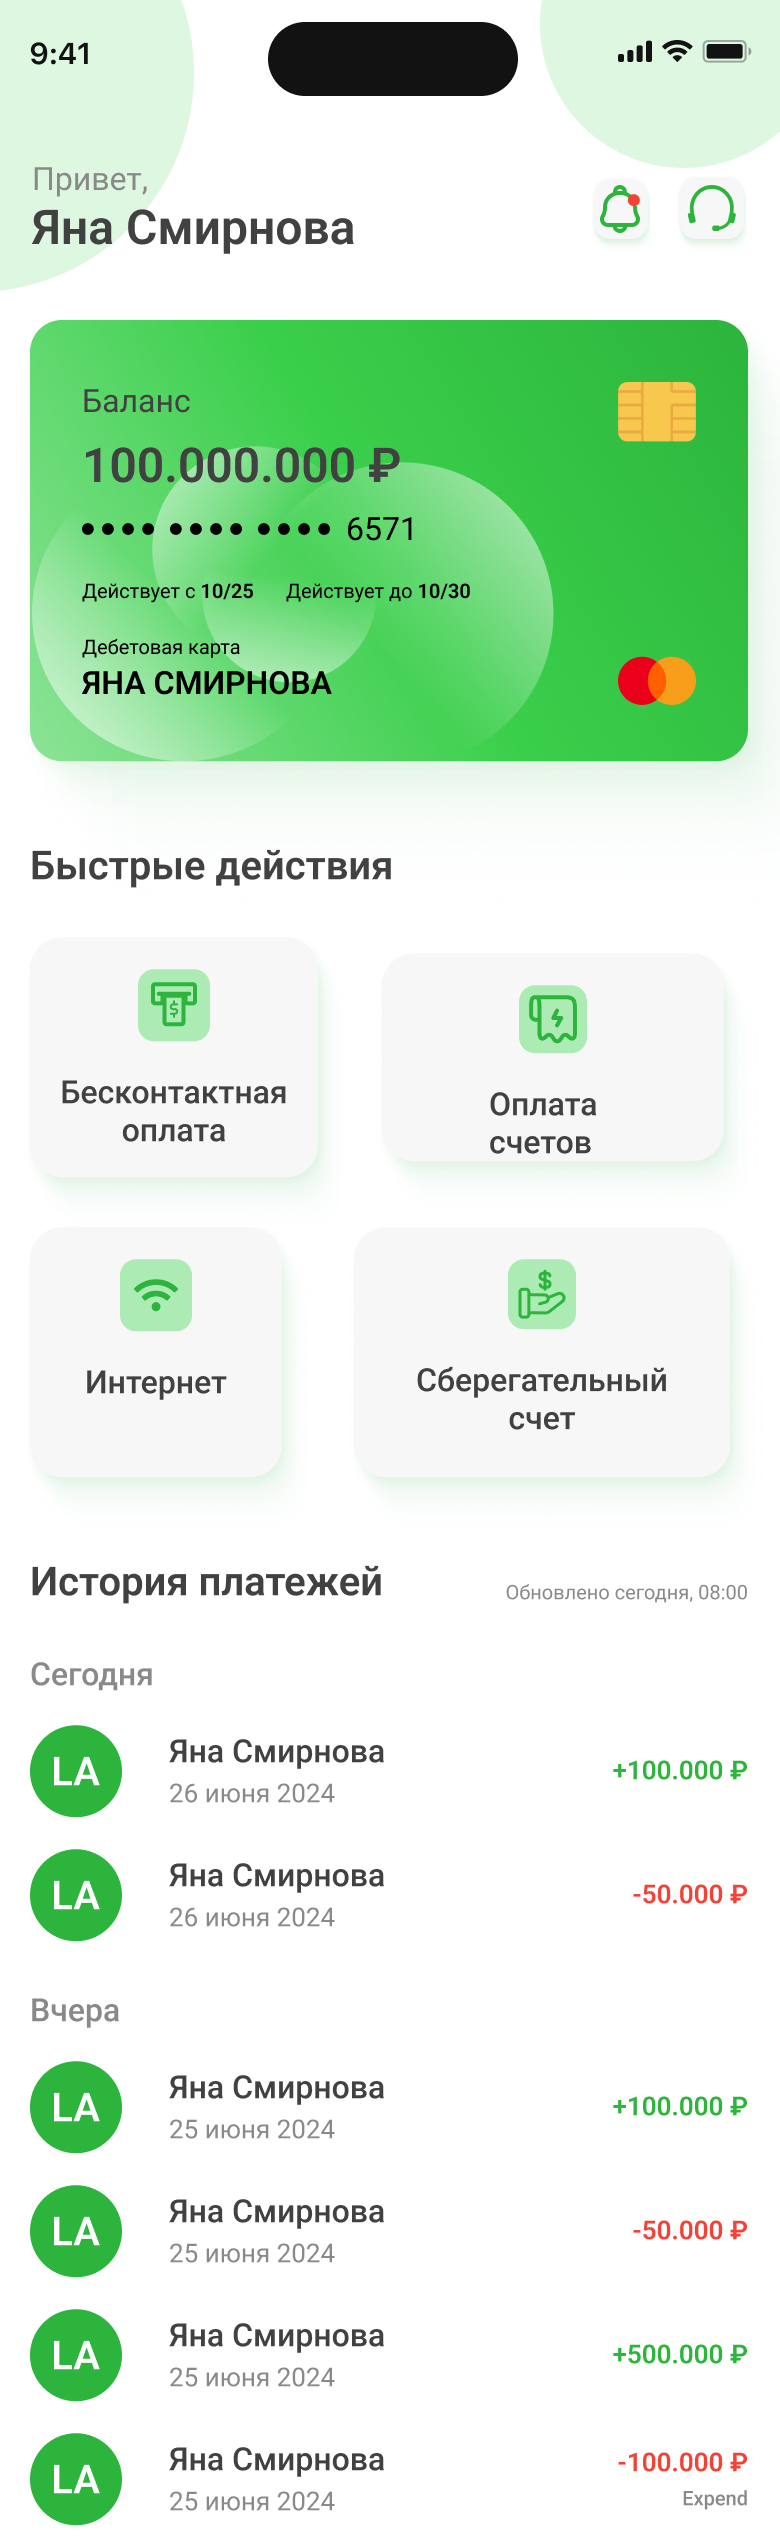 9:41
Привет,
Яна Смирнова
Баланс
100.000.000 ₽
•••• •••• •••• 6571
Действует с 10/25 Действует до 10/30
Дебетовая карта
ЯНА СМИРНОВА
Быстрые действия
$
Бесконтактная
оплата
Оплата
счетов
Интернет
$
Сберегательный
счет
История платежей
Обновлено сегодня, 08:00
Сегодня
LA
Яна Смирнова
26 июня 2024
+100.000 ₽
LA
Яна Смирнова
26 июня 2024
-50.000 ₽
Вчера
LA
Яна Смирнова
25 июня 2024
+100.000 ₽
LA
Яна Смирнова
25 июня 2024
-50.000 ₽
LA
Яна Смирнова
25 июня 2024
+500.000 ₽
LA
Яна Смирнова
25 июня 2024
-100.000 ₽
Expend